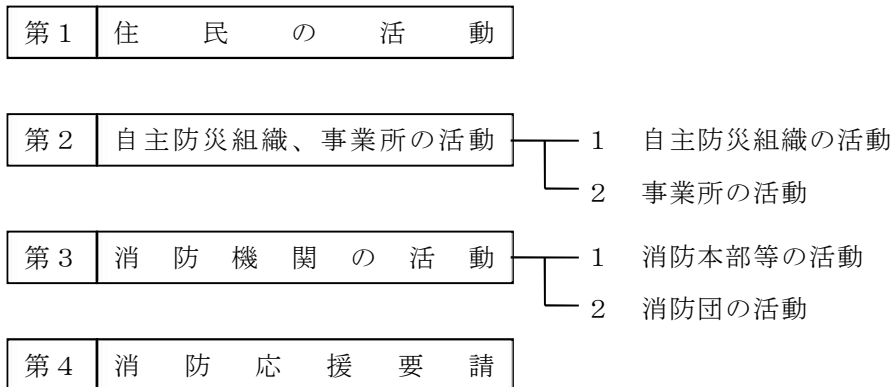 第１ 住民の活動
第２ 自主防災組織、事業所の活動 １ 自主防災組織の活動
２ 事業所の活動
第３ 消防機関の活動 １ 消防本部等の活動
２ 消防団の活動
第４ 消防応援要請